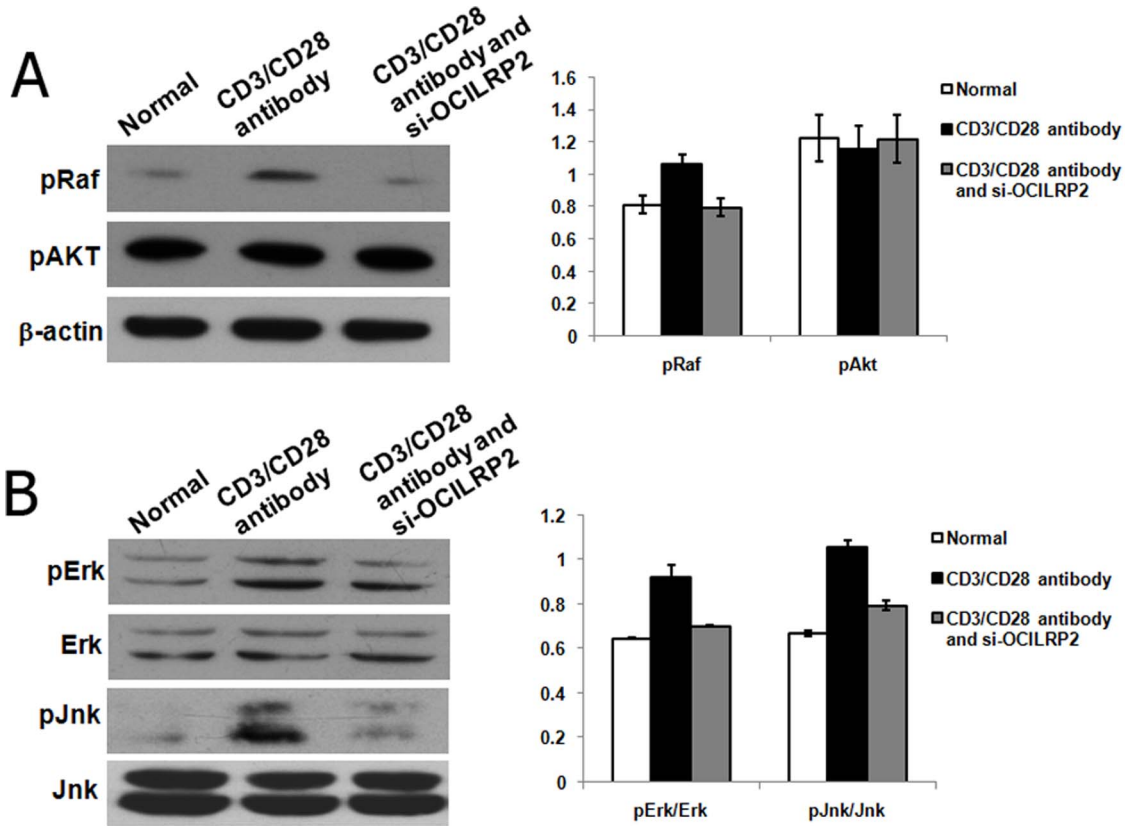 A
Normal
CD3/CD28
antibody
CD3/CD28
antibody and
si-OCILRP2
pRaf
pAKT
β-actin
1.6
1.4
1.2
1
0.8
0.6
0.4
0.2
0
pRaf
pAkt
Normal
CD3/CD28 antibody
CD3/CD28 antibody
and si-OCILRP2
B
Normal
CD3/CD28
antibody
CD3/CD28
antibody and
si-OCILRP2
pErk
Erk
pJnk
Jnk
1.2
1
0.8
0.6
0.4
0.2
0
pErk/Erk
pJnk/Jnk
Normal
CD3/CD28 antibody
CD3/CD28 antibody
and si-OCILRP2